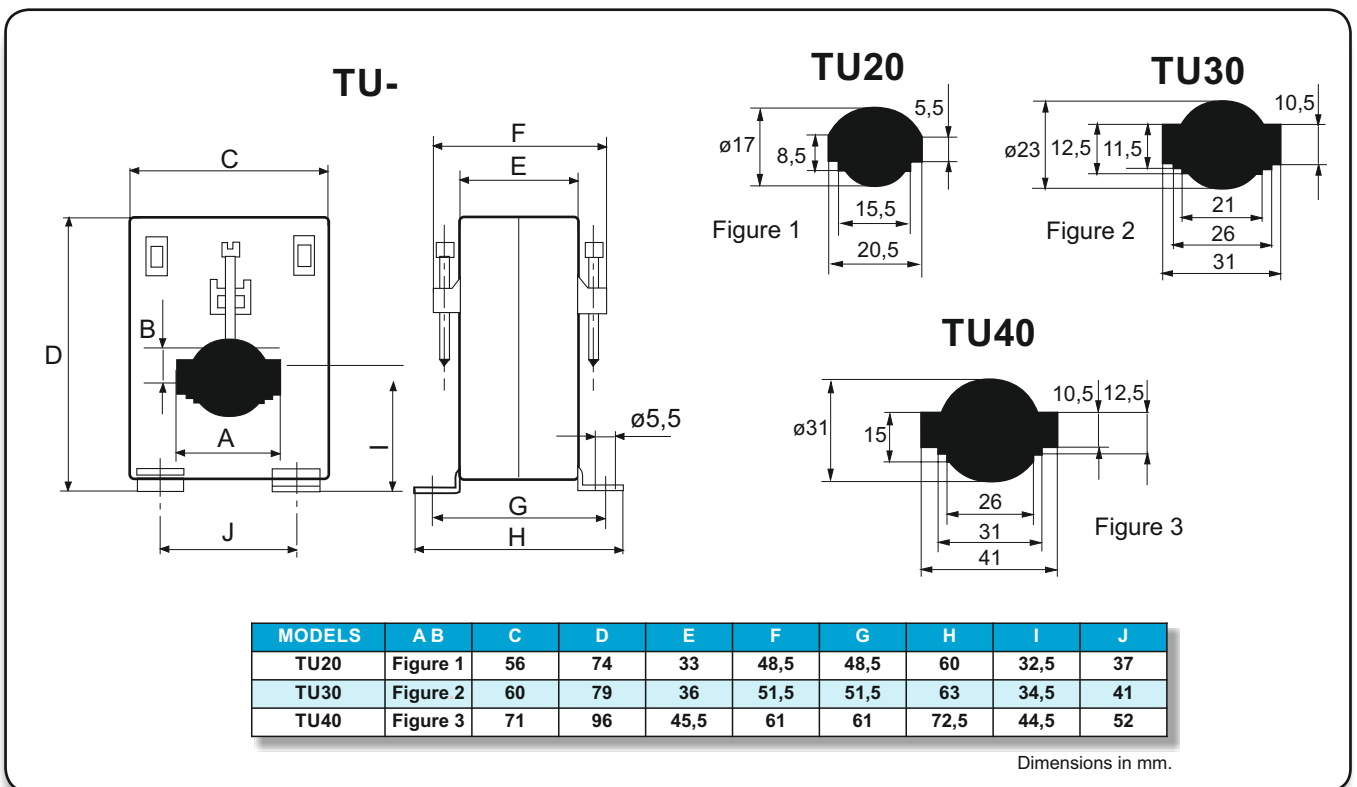 TU-
F
C
E
B
D
A
I
ø5,5
G
J
H
TU20
5,5
ø17
8,5
15,5
Figure 1
20,5
TU30
10,5
ø23
12,5
11,5
21
Figure 2
26
31
TU40
10,5
12,5
ø31
15
26
Figure 3
31
41
MODELS A B C D E F G H I J
TU20 Figure 1 56 74 33 48,5 48,5 60 32,5 37
TU30 Figure 2 60 79 36 51,5 51,5 63 34,5 41
TU40 Figure 3 71 96 45,5 61 61 72,5 44,5 52
Dimensions in mm.